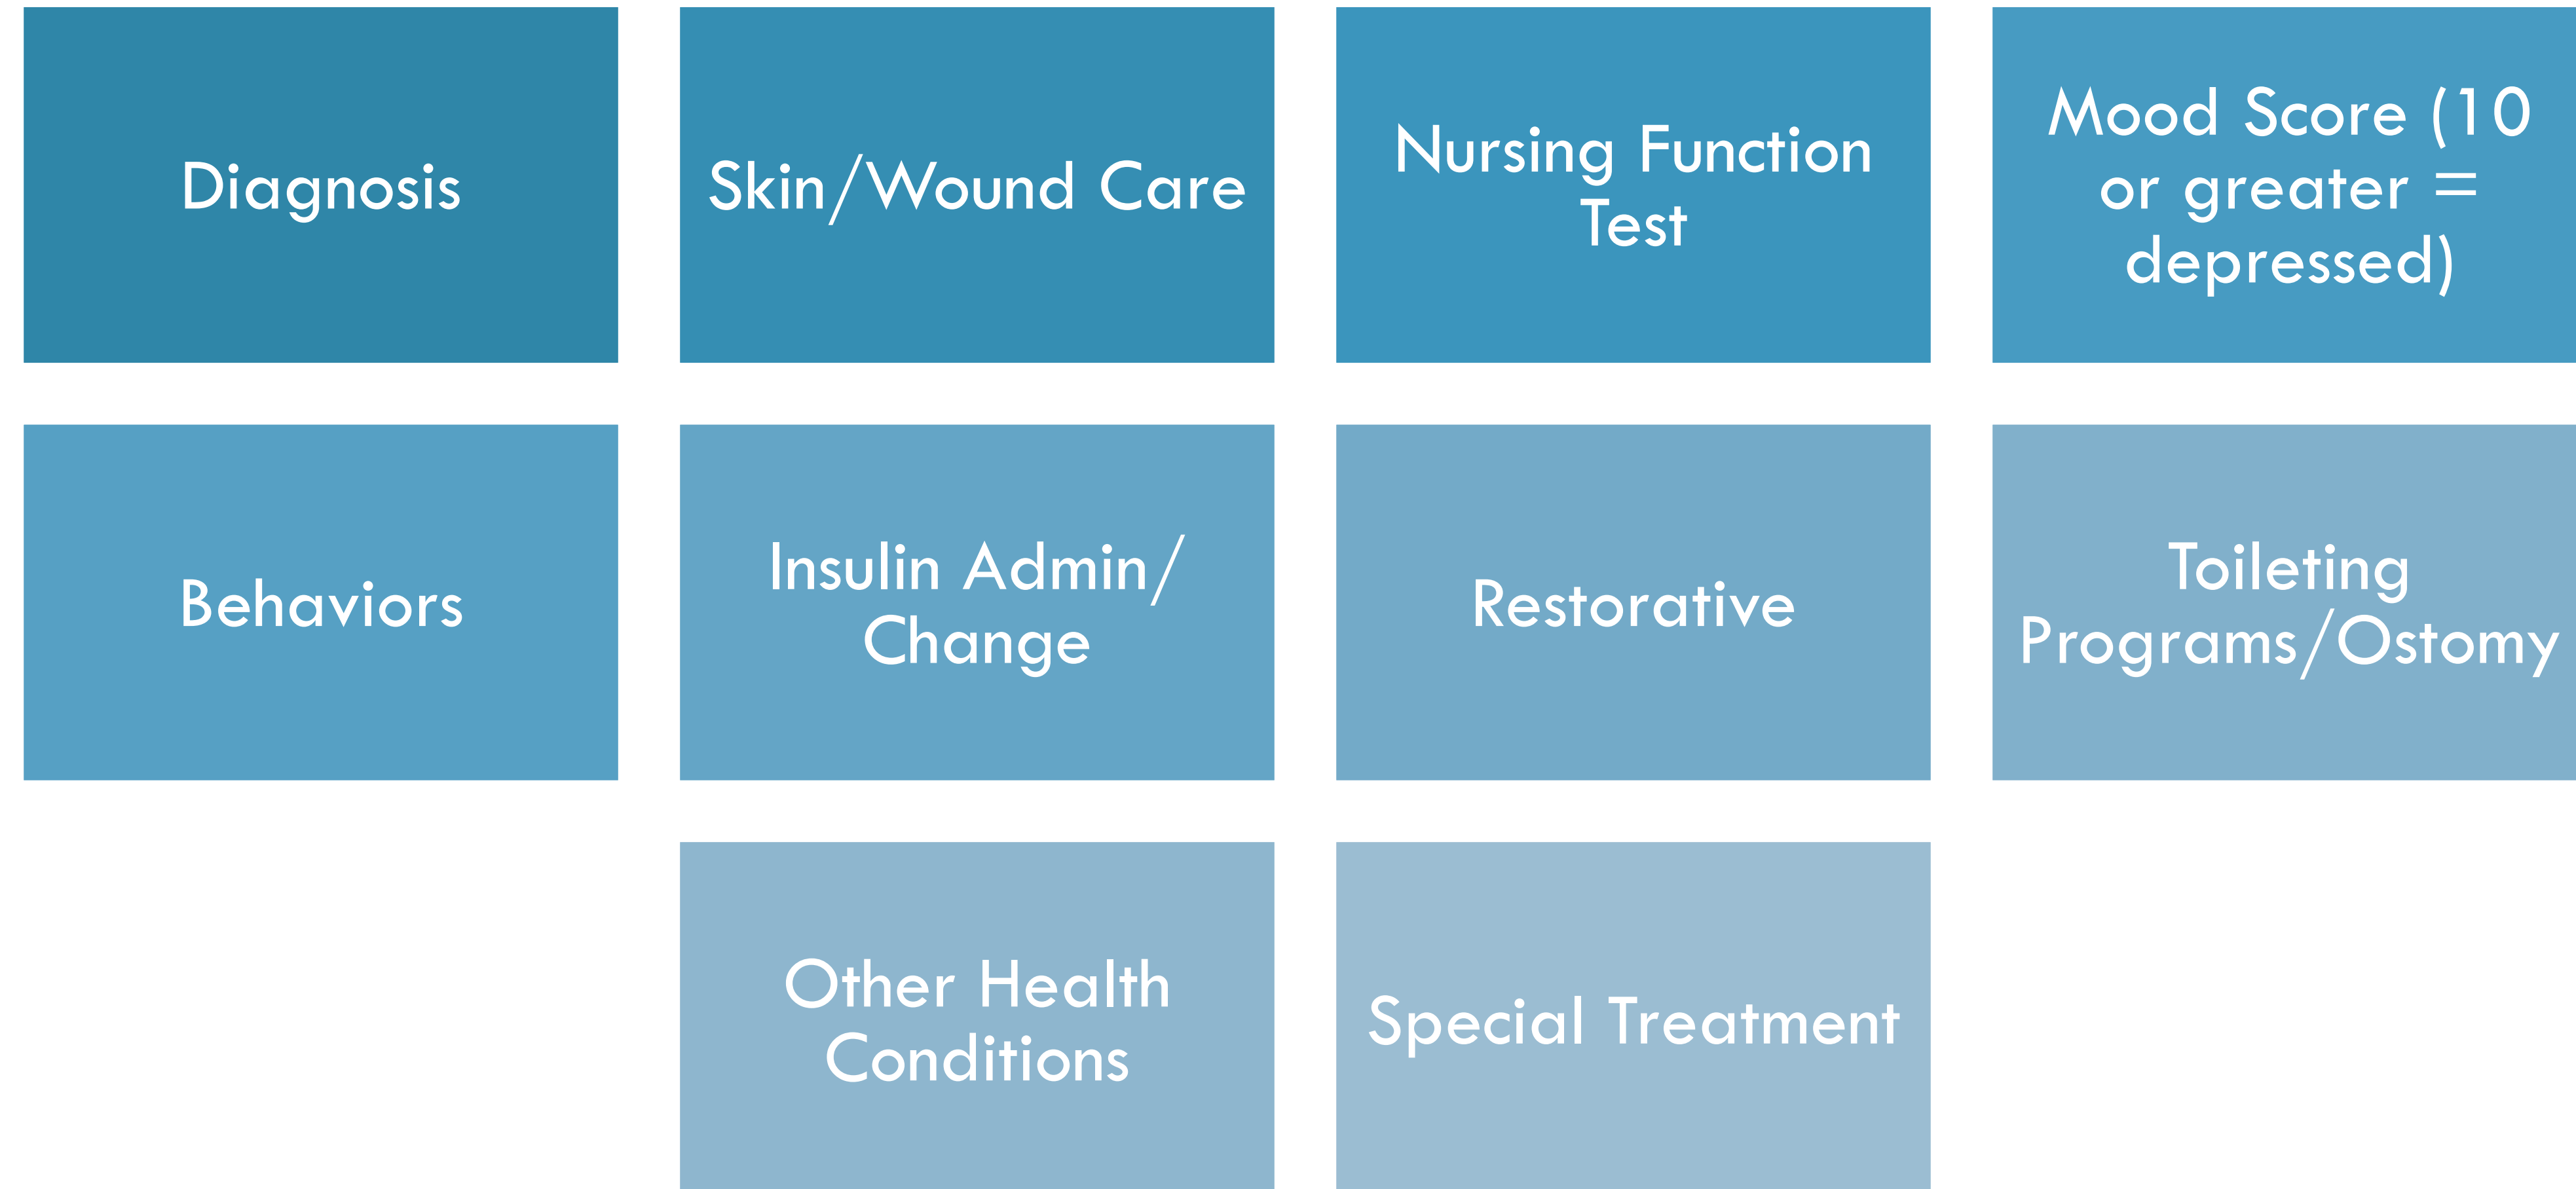 Diagnosis
Skin/Wound Care
Nursing Function
Test
Mood Score (10
or greater =
depressed)
Behaviors
Insulin Admin/
Change
Restorative
Toileting
Programs/Ostomy
Other Health
Conditions
Special Treatment